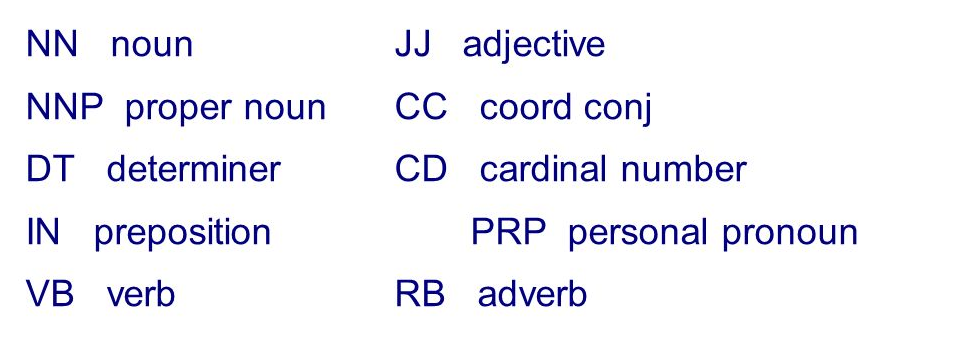 NN noun JJ adjective
NNP proper noun CC coord conj
DT determiner CD cardinal number
IN preposition PRP personal pronoun
VB verb RB adverb